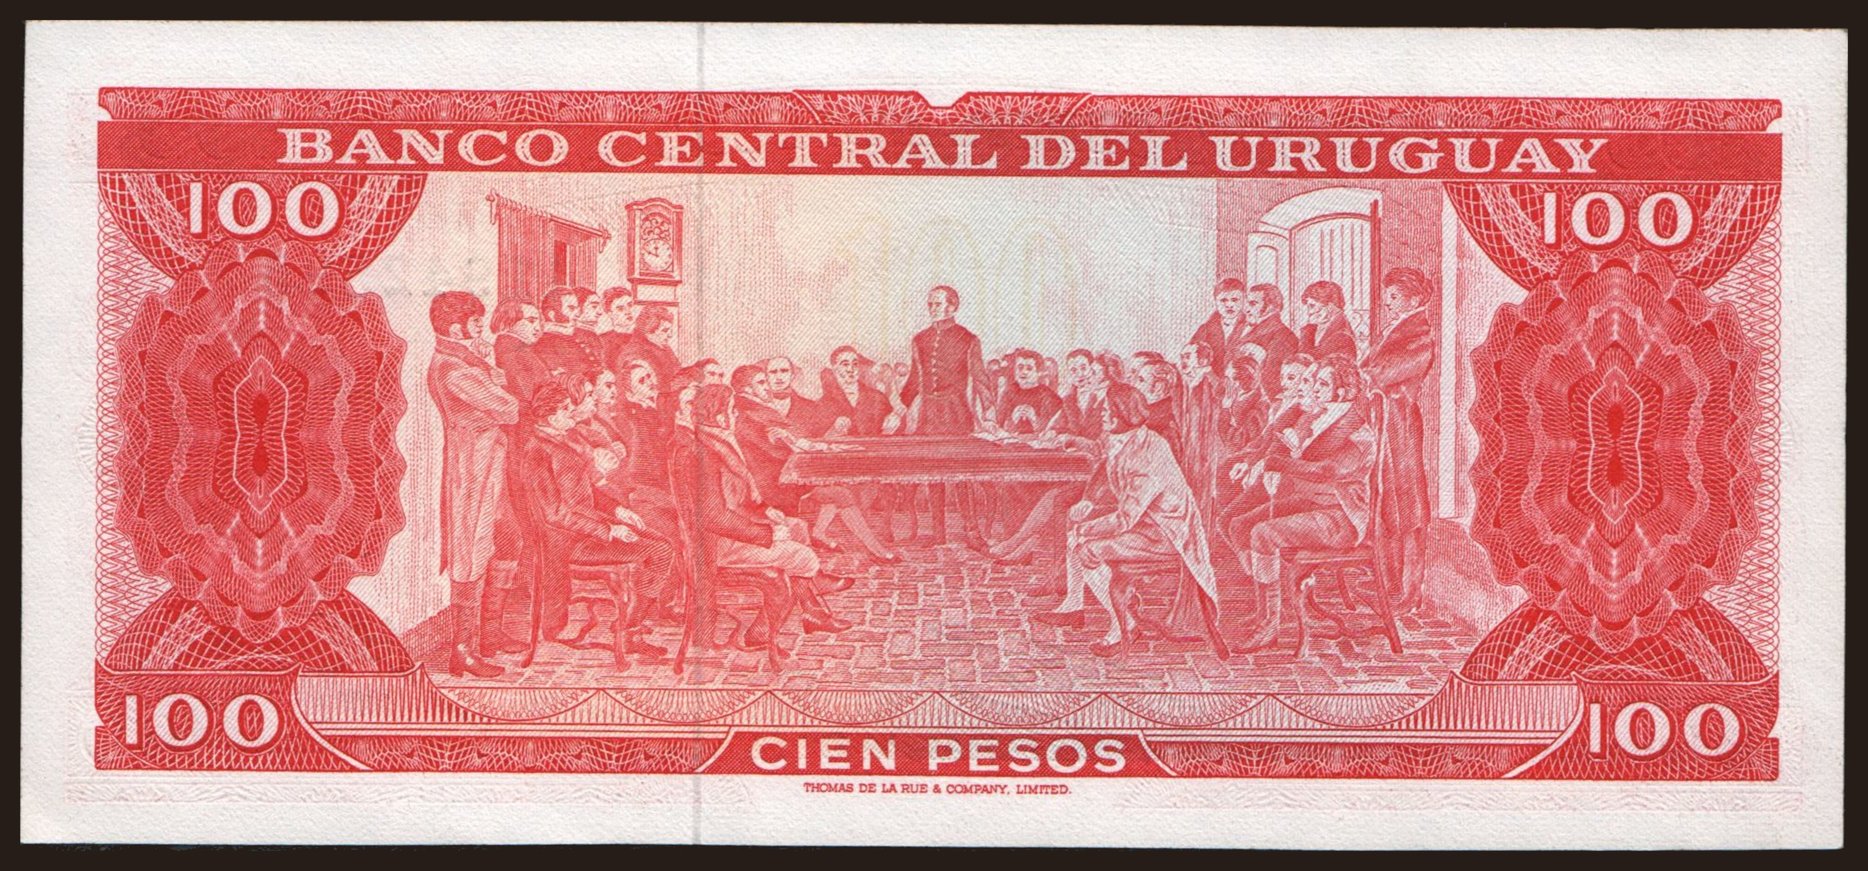 BANCO CENTRAL DEL URUGUAY
100 100
100 100
CIEN PESOS
THOMAS DE LA RUE & COMPANY, LIMITED.